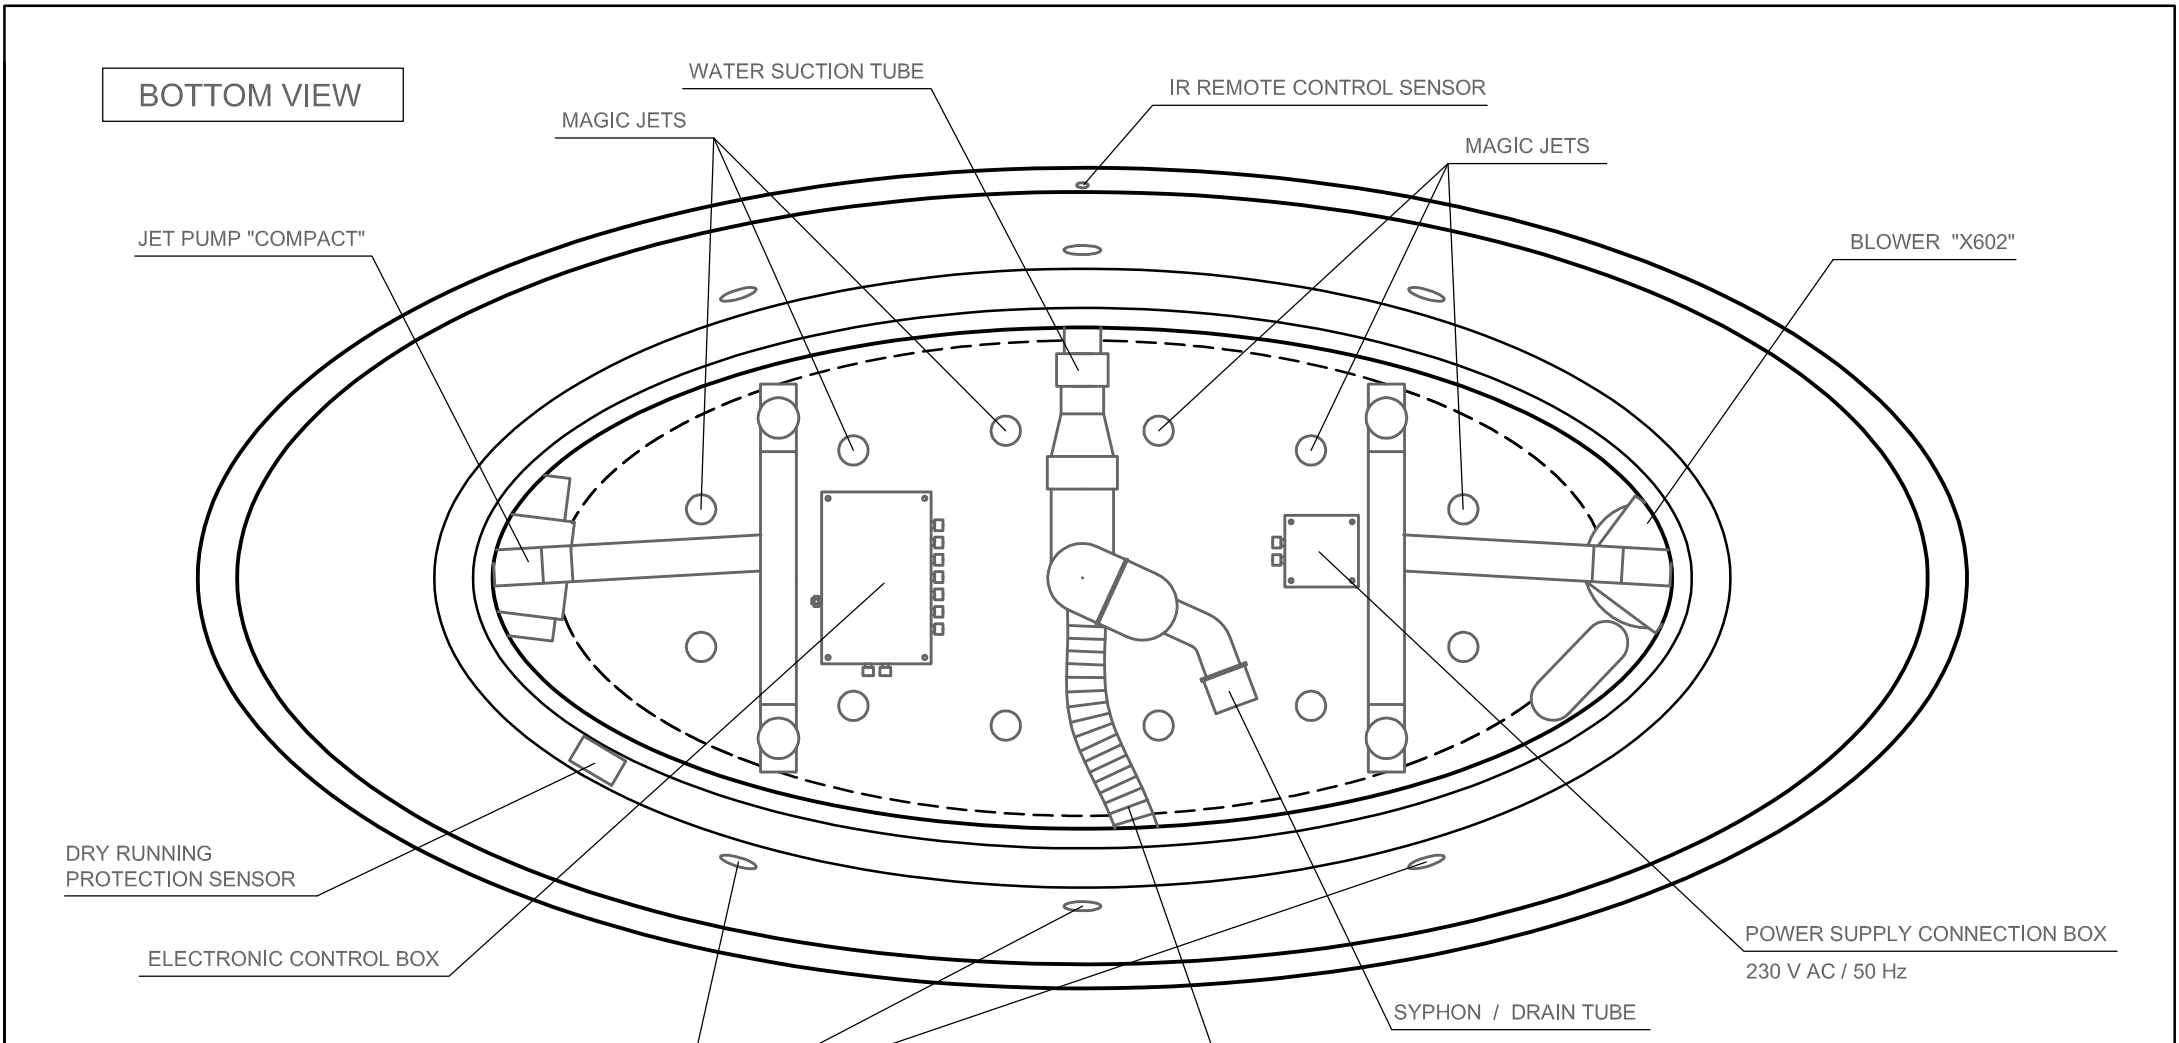 BOTTOM VIEW
WATER SUCTION TUBE
IR REMOTE CONTROL SENSOR
MAGIC JETS
MAGIC JETS
JET PUMP "COMPACT"
BLOWER "X602"
DRY RUNNING
PROTECTION SENSOR
ELECTRONIC CONTROL BOX
POWER SUPPLY CONNECTION BOX
230 V AC / 50 Hz
SYPHON / DRAIN TUBE